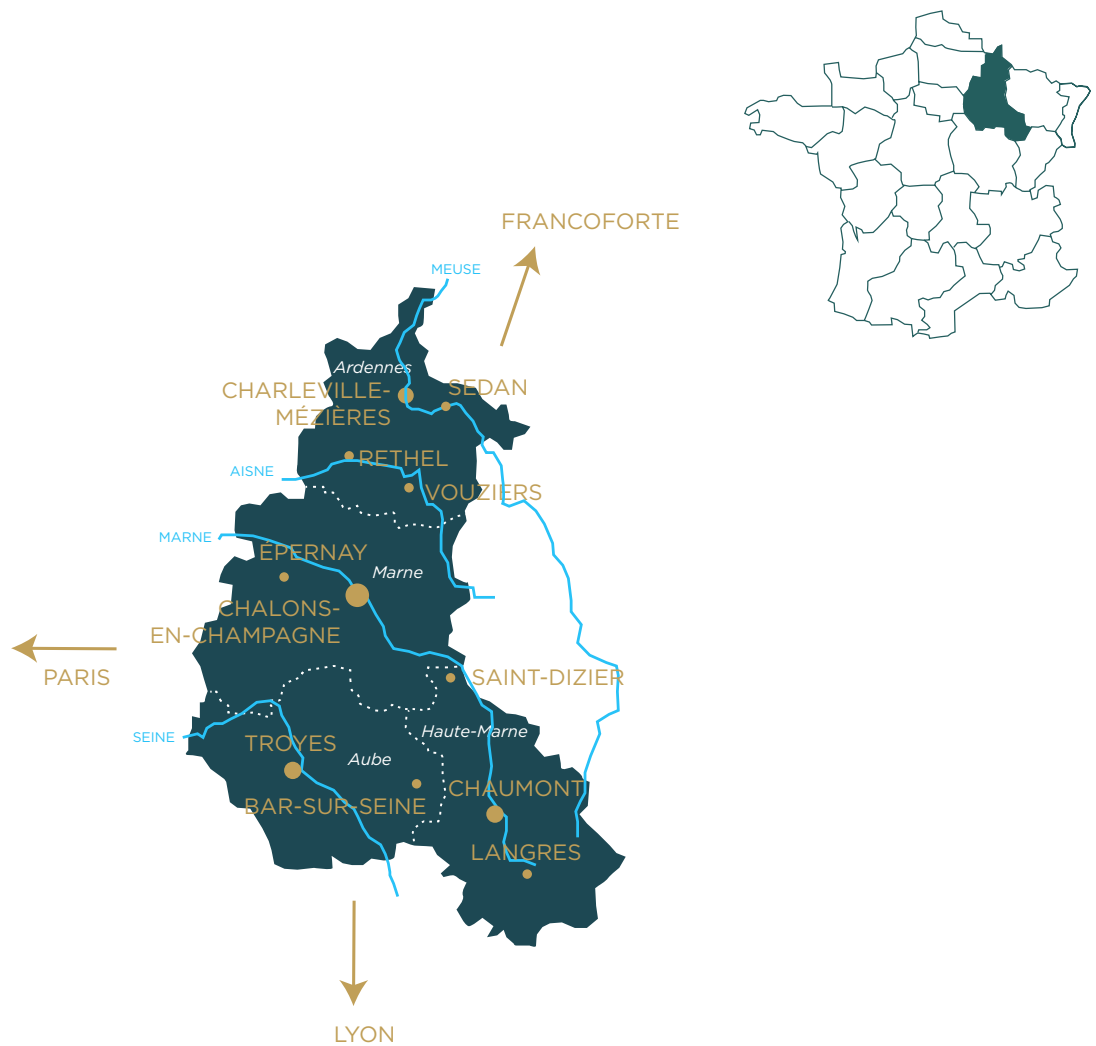 FRANCOFORTE
MEUSE
Ardennes
CHARLEVILLE-
MÉZIÈRES
SEDAN
RETHEL
AISNE
VOUZIERS
MARNE
ÉPERNAY
Marne
CHALONS-
EN-CHAMPAGNE
PARIS
SAINT-DIZIER
SEINE
Haute-Marne
TROYES
Aube
CHAUMONT
BAR-SUR-SEINE
LANGRES
LYON